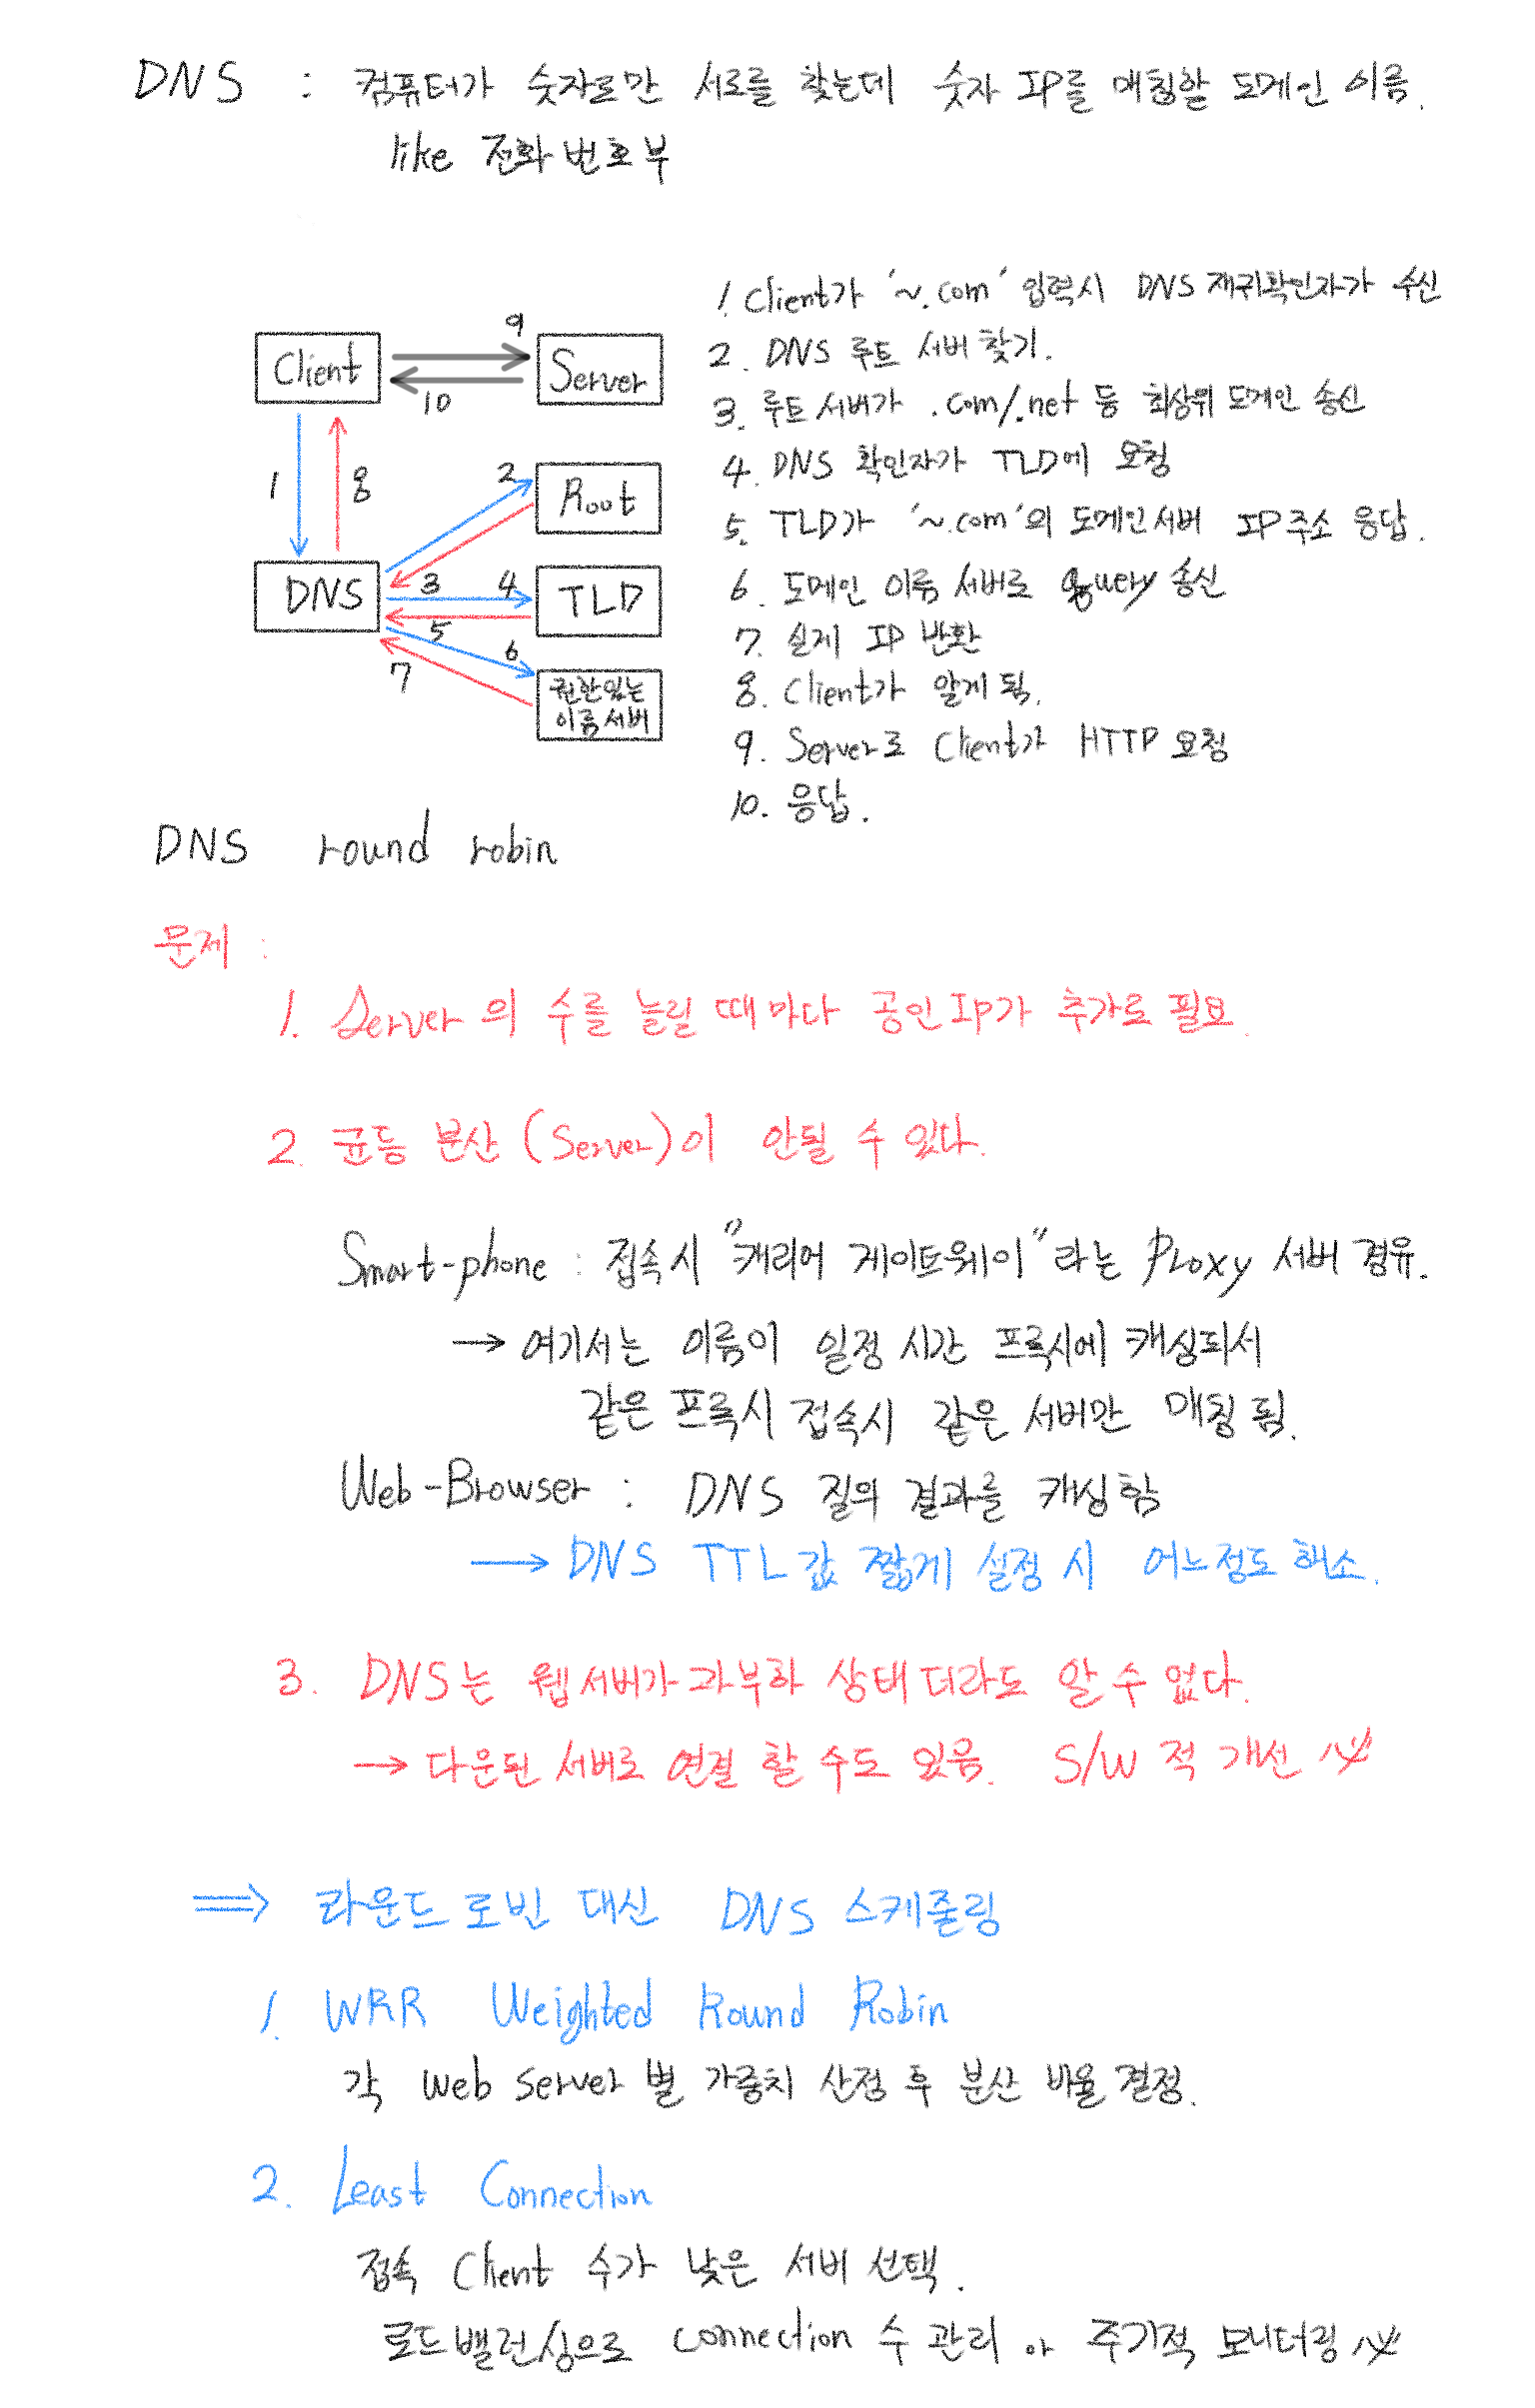 DNS : 컴퓨터가 숫자로만 서로를 찾는데 숫자 IP를 매칭할 도메인 이름.
like 전화번호부
Client
Server
9
10
1
8
DNS
Root
2
3
TLD
4
5
권한있는
이름 서버
6
7
1. Client가 '~.com' 입력시 DNS 재귀확인자가 수신
2. DNS 루트 서버 찾기.
3. 루트 서버가 .com/.net 등 최상위 도메인 송신
4. DNS 확인자가 TLD에 요청
5. TLD가 '~.com'의 도메인서버 IP주소 응답.
6. 도메인 이름 서버로 query 송신
7. 실제 IP 반환
8. Client가 알게 됨.
9. Server로 Client가 HTTP 요청
10. 응답.
DNS round robin
문제 :
1. Server 의 수를 늘릴 때마다 공인 IP가 추가로 필요.
2. 균등 분산 (Server)이 안될 수 있다.
Smart-phone : 접속시 "캐리어 게이트웨이"라는 Proxy 서버 경유.
→ 여기서는 이름이 일정 시간 프록시에 캐싱되서
같은 프록시 접속시 같은 서버만 매칭 됨.
Web-Browser : DNS 질의 결과를 캐싱함
→ DNS TTL 값 짧게 설정 시 어느정도 해소.
3. DNS는 웹 서버가 과부하 상태 더라도 알 수 없다.
→ 다운된 서버로 연결 할 수도 있음. S/W 적 개선 必
⇒ 라운드 로빈 대신 DNS 스케줄링
1. WRR Weighted Round Robin
각 web server 별 가중치 산정 후 분산 비율 결정.
2. Least Connection
접속 Client 수가 낮은 서버 선택.
로드밸런싱으로 connection 수 관리 or 주기적 모니터링 必